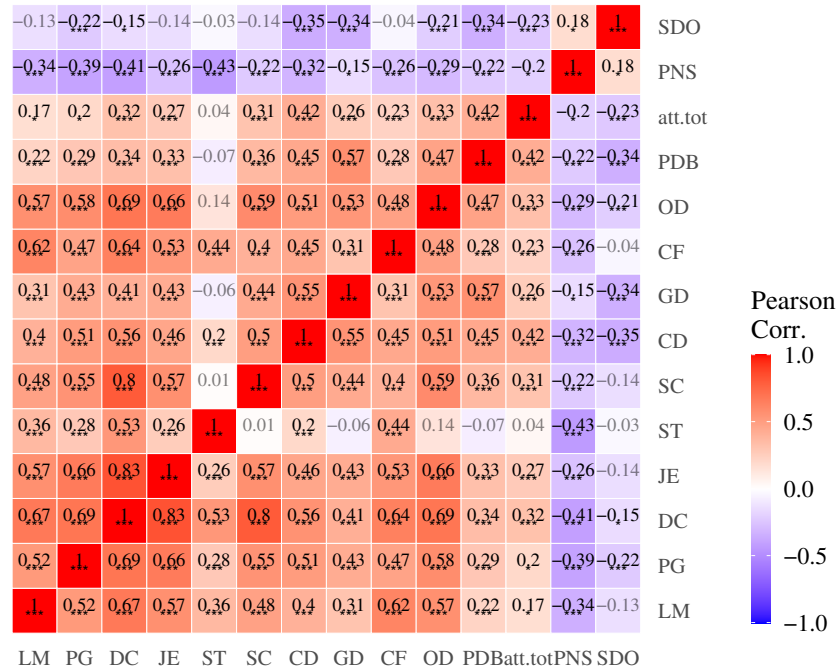 −0.13 −0.22 −0.15 −0.14 −0.03 −0.14 −0.35 −0.34 −0.04 −0.21 −0.34 −0.23 0.18 1 SDO
−0.34 −0.39 −0.41 −0.26 −0.43 −0.22 −0.32 −0.15 −0.26 −0.29 −0.22 −0.2 1 0.18 PNS
0.17 0.2 0.32 0.27 0.04 0.31 0.42 0.26 0.23 0.33 0.42 1 −0.2 −0.23 att.tot
0.22 0.29 0.34 0.33 −0.07 0.36 0.45 0.57 0.28 0.47 1 0.42 −0.22 −0.34 PDB
0.57 0.58 0.69 0.66 0.14 0.59 0.51 0.53 0.48 1 0.47 0.33 −0.29 −0.21 OD
0.62 0.47 0.64 0.53 0.44 0.4 0.45 0.31 1 0.48 0.28 0.23 −0.26 −0.04 CF
0.31 0.43 0.41 0.43 −0.06 0.44 0.55 1 0.31 0.53 0.57 0.26 −0.15 −0.34 GD
0.4 0.51 0.56 0.46 0.2 0.5 1 0.55 0.45 0.51 0.45 0.42 −0.32 −0.35 CD
0.48 0.55 0.8 0.57 0.01 1 0.5 0.44 0.4 0.59 0.36 0.31 −0.22 −0.14 SC
0.36 0.28 0.53 0.26 1 0.01 0.2 −0.06 0.44 0.14 −0.07 0.04 −0.43 −0.03 ST
0.57 0.66 0.83 1 0.26 0.57 0.46 0.43 0.53 0.66 0.33 0.27 −0.26 −0.14 JE
0.67 0.69 1 0.83 0.53 0.8 0.56 0.41 0.64 0.69 0.34 0.32 −0.41 −0.15 DC
0.52 1 0.69 0.66 0.28 0.55 0.51 0.43 0.47 0.58 0.29 0.2 −0.39 −0.22 PG
1 0.52 0.67 0.57 0.36 0.48 0.4 0.31 0.62 0.57 0.22 0.17 −0.34 −0.13 LM
LM PG DC JE ST SC CD GD CF OD PDB att.tot PNS SDO
Pearson
Corr.
1.0
0.5
0.0
−0.5
−1.0